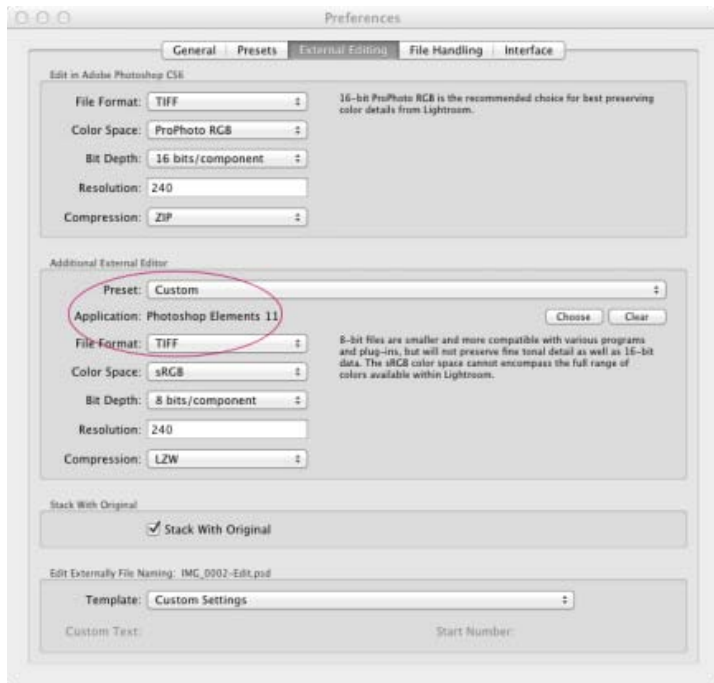 Preferences
General Presets External Editing File Handling Interface
Edit in Adobe Photoshop CS6
File Format: TIFF
Color Space: ProPhoto RGB
Bit Depth: 16 bits/component
Resolution: 240
Compression: ZIP
16-bit ProPhoto RGB is the recommended choice for best preserving
color details from Lightroom.
Additional External Editor
Preset: Custom
Application: Photoshop Elements 11
Choose Clear
File Format: TIFF
Color Space: sRGB
Bit Depth: 8 bits/component
Resolution: 240
Compression: LZW
8-bit files are smaller and more compatible with various programs
and plug-ins, but will not preserve fine tonal detail as well as 16-bit
data. The sRGB color space cannot encompass the full range of
colors available within Lightroom.
Stack With Original
Stack With Original
Edit Externally File Naming: IMG_0002-Edit.psd
Template: Custom Settings
Custom Text: Start Number: